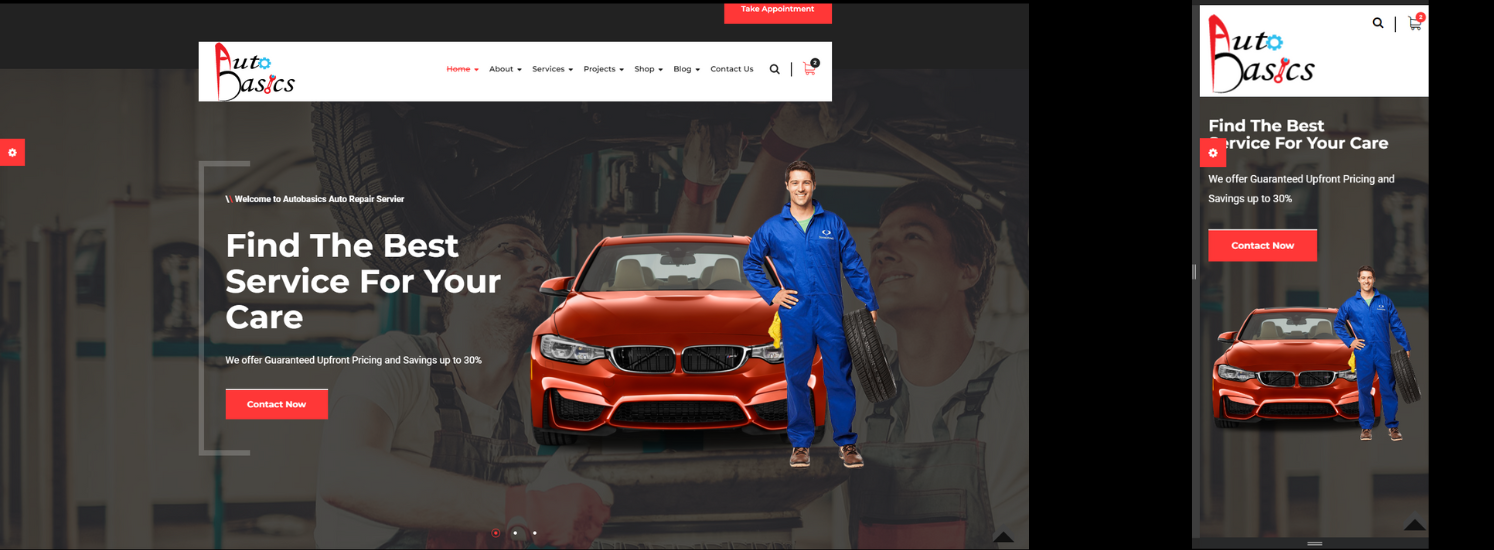 Take Appointment
Auto
Basics
Home About Services Projects Shop Blog Contact Us 2
\\ Welcome to Autobasics Auto Repair Servier
Find The Best
Service For Your
Care
We offer Guaranteed Upfront Pricing and Savings up to 30%
Contact Now
2
Auto
Basics
Find The Best
ervice For Your Care
We offer Guaranteed Upfront Pricing and
Savings up to 30%
Contact Now